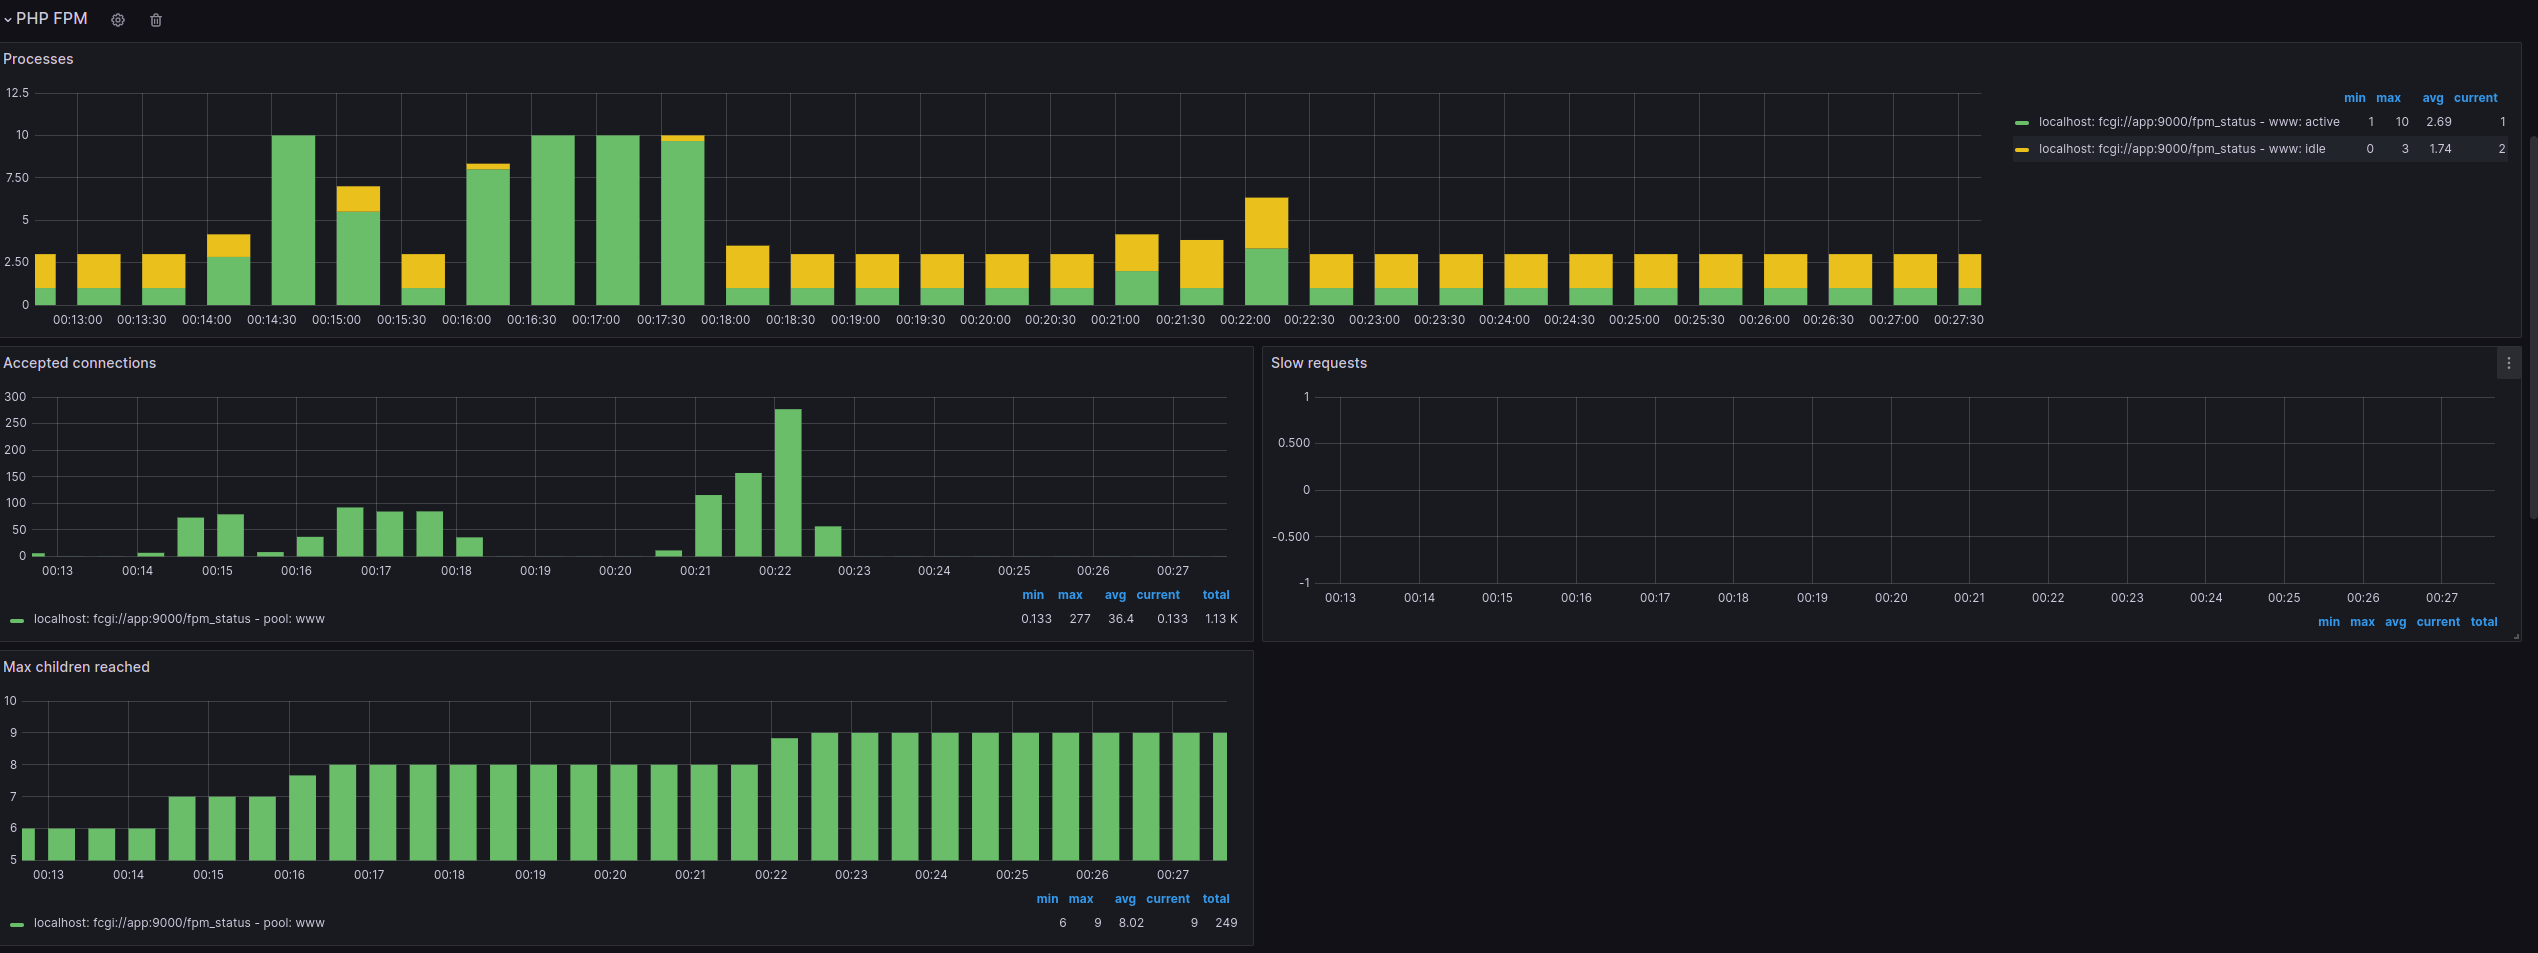 PHP FPM
Processes
12.5
10
7.50
5
2.50
0
00:13:00 00:13:30 00:14:00 00:14:30 00:15:00 00:15:30 00:16:00 00:16:30 00:17:00 00:17:30 00:18:00 00:18:30 00:19:00 00:19:30 00:20:00 00:20:30 00:21:00 00:21:30 00:22:00 00:22:30 00:23:00 00:23:30 00:24:00 00:24:30 00:25:00 00:25:30 00:26:00 00:26:30 00:27:00 00:27:30
min max avg current
localhost: fcgi://app:9000/fpm_status - www: active 1 10 2.69 1
localhost: fcgi://app:9000/fpm_status - www: idle 0 3 1.74 2
Accepted connections
300
250
200
150
100
50
0
00:13 00:14 00:15 00:16 00:17 00:18 00:19 00:20 00:21 00:22 00:23 00:24 00:25 00:26 00:27
min max avg current total
localhost: fcgi://app:9000/fpm_status - pool: www 0.133 277 36.4 0.133 1.13 K
Slow requests
1
0.500
0
-0.500
-1
00:13 00:14 00:15 00:16 00:17 00:18 00:19 00:20 00:21 00:22 00:23 00:24 00:25 00:26 00:27
min max avg current total
Max children reached
10
9
8
7
6
5
00:13 00:14 00:15 00:16 00:17 00:18 00:19 00:20 00:21 00:22 00:23 00:24 00:25 00:26 00:27
min max avg current total
localhost: fcgi://app:9000/fpm_status - pool: www 6 9 8.02 9 249